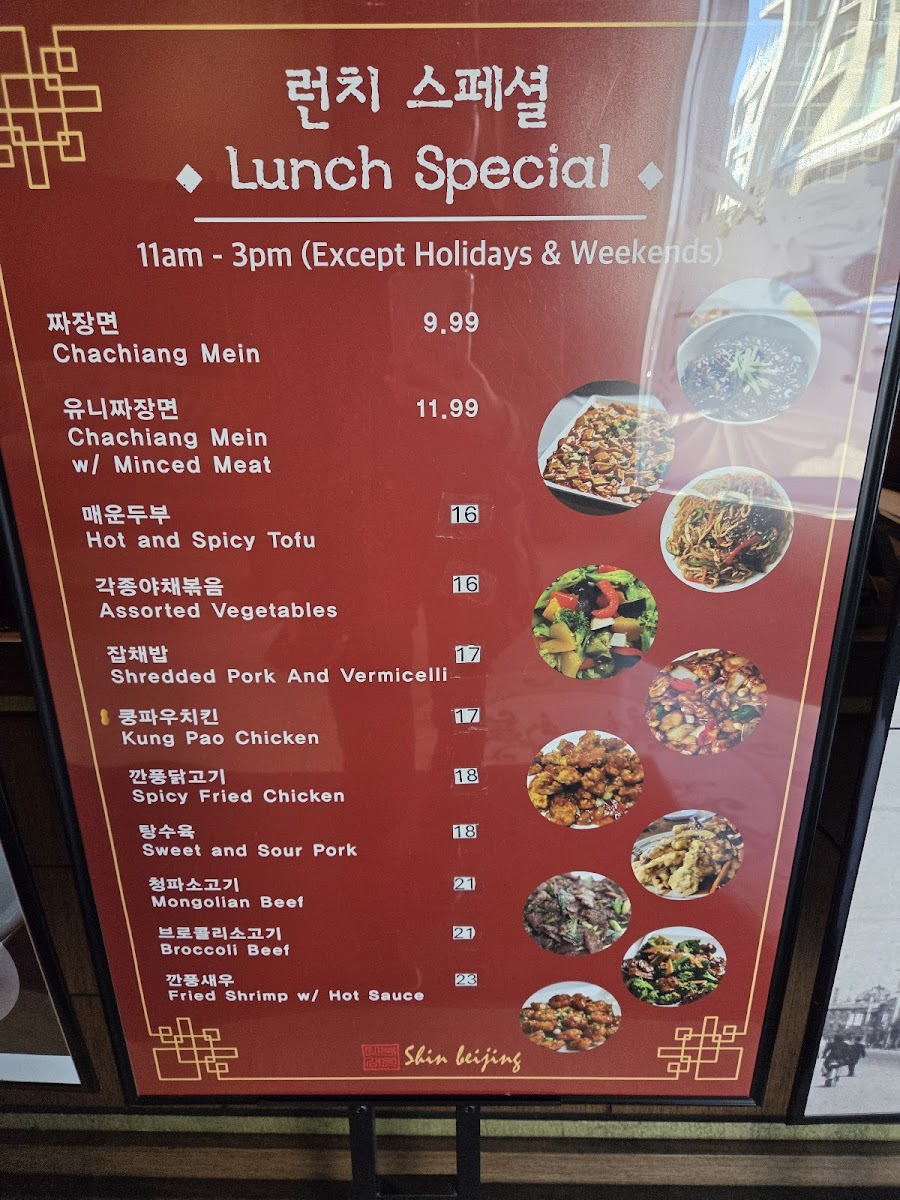 런치 스페셜
Lunch Special
11am - 3pm (Except Holidays & Weekends)
짜장면 9.99
Chachiang Mein
유니짜장면 11.99
Chachiang Mein
w/ Minced Meat
매운두부 16
Hot and Spicy Tofu
각종야채볶음 16
Assorted Vegetables
잡채밥 17
Shredded Pork And Vermicelli
쿵파우치킨 17
Kung Pao Chicken
깐풍닭고기 18
Spicy Fried Chicken
탕수육 18
Sweet and Sour Pork
청파소고기 21
Mongolian Beef
브로콜리소고기 21
Broccoli Beef
깐풍새우 23
Fried Shrimp w/ Hot Sauce
Shin beijing